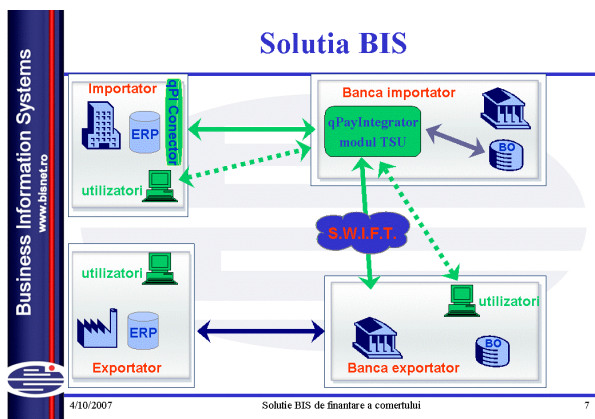 Solutia BIS
Business Information Systems
www.bisnet.ro
Importator
ERP
qPI Conector
utilizatori
Banca importator
qPayIntegrator
modul TSU
BO
S.W.I.F.T.
utilizatori
ERP
Exportator
utilizatori
BO
Banca exportator
4/10/2007
Solutie BIS de finantare a comertului
7